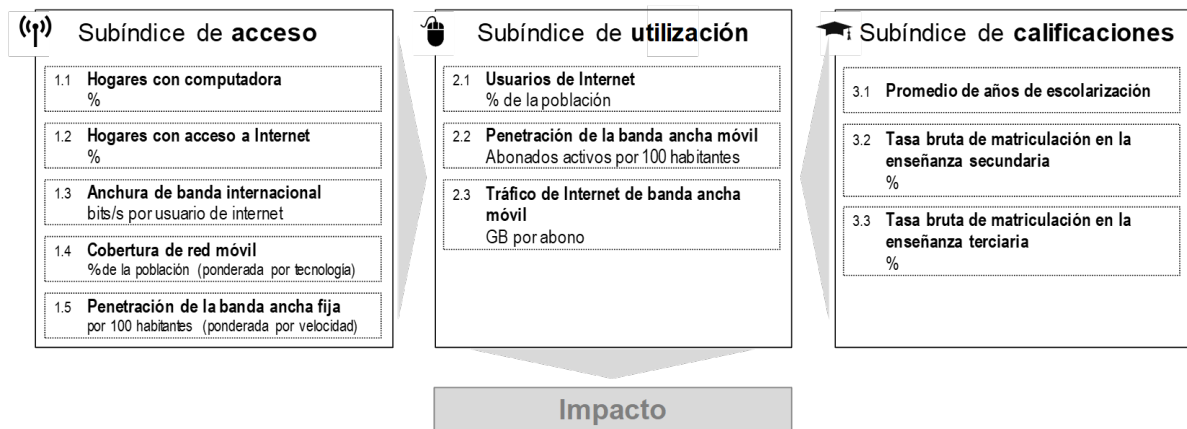 Subíndice de acceso
1.1 Hogares con computadora
%
1.2 Hogares con acceso a Internet
%
1.3 Anchura de banda internacional
bits/s por usuario de internet
1.4 Cobertura de red móvil
% de la población (ponderada por tecnología)
1.5 Penetración de la banda ancha fija
por 100 habitantes (ponderada por velocidad)
Subíndice de utilización
2.1 Usuarios de Internet
% de la población
2.2 Penetración de la banda ancha móvil
Abonados activos por 100 habitantes
2.3 Tráfico de Internet de banda ancha
móvil
GB por abono
Subíndice de calificaciones
3.1 Promedio de años de escolarización
3.2 Tasa bruta de matriculación en la
enseñanza secundaria
%
3.3 Tasa bruta de matriculación en la
enseñanza terciaria
%
Impacto